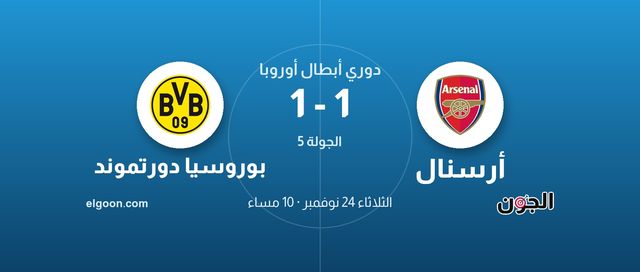 دوري أبطال أوروبا
1 - 1
الجولة 5
Arsenal
أرسنال
BVB
09
بوروسيا دورتموند
الثلاثاء 24 نوفمبر · 10 مساء
الجون
elgoon.com